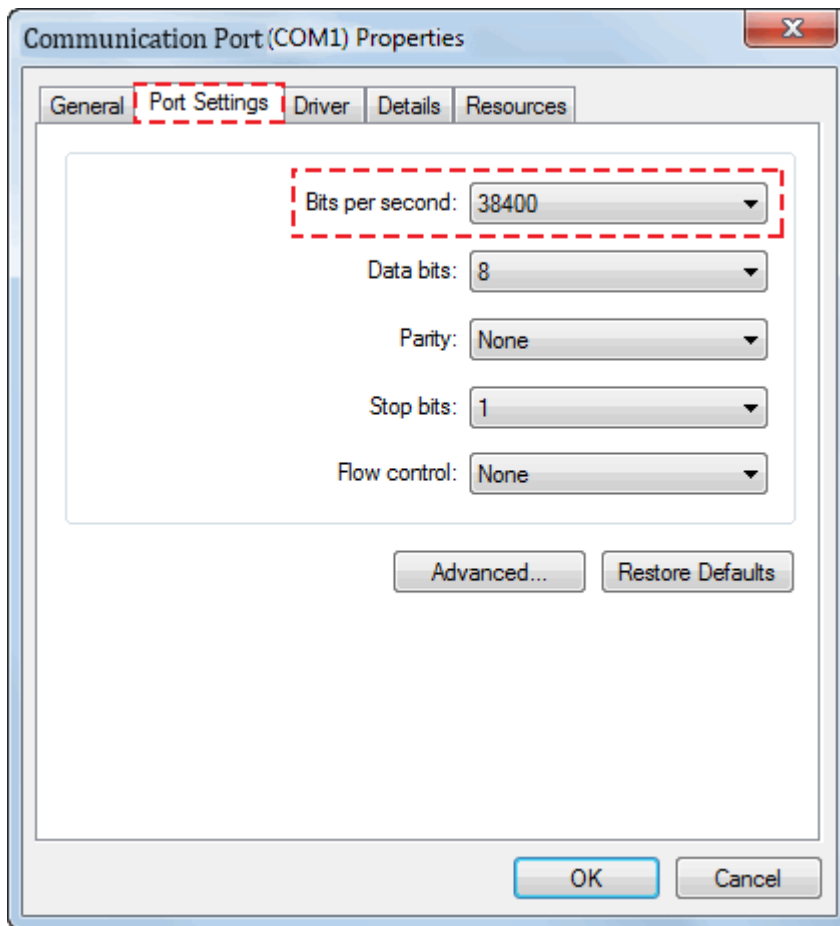 Communication Port (COM1) Properties
General Port Settings Driver Details Resources
Bits per second: 38400
Data bits: 8
Parity: None
Stop bits: 1
Flow control: None
Advanced... Restore Defaults
OK Cancel